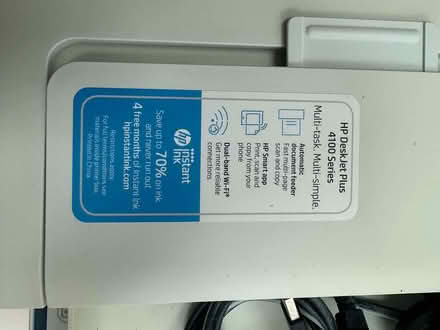 HP DeskJet Plus
4100 Series
Multi-task. Multi-simple.
Automatic
document feeder
Fast multi-page
scan and copy
HP Smart app
Print, scan and
copy from your
phone
Dual-band Wi-Fi®
Get more reliable
connections.
hp instant
ink
Save up to 70% on ink
and never run out
4 free months of Instant Ink
hpinstantink.com